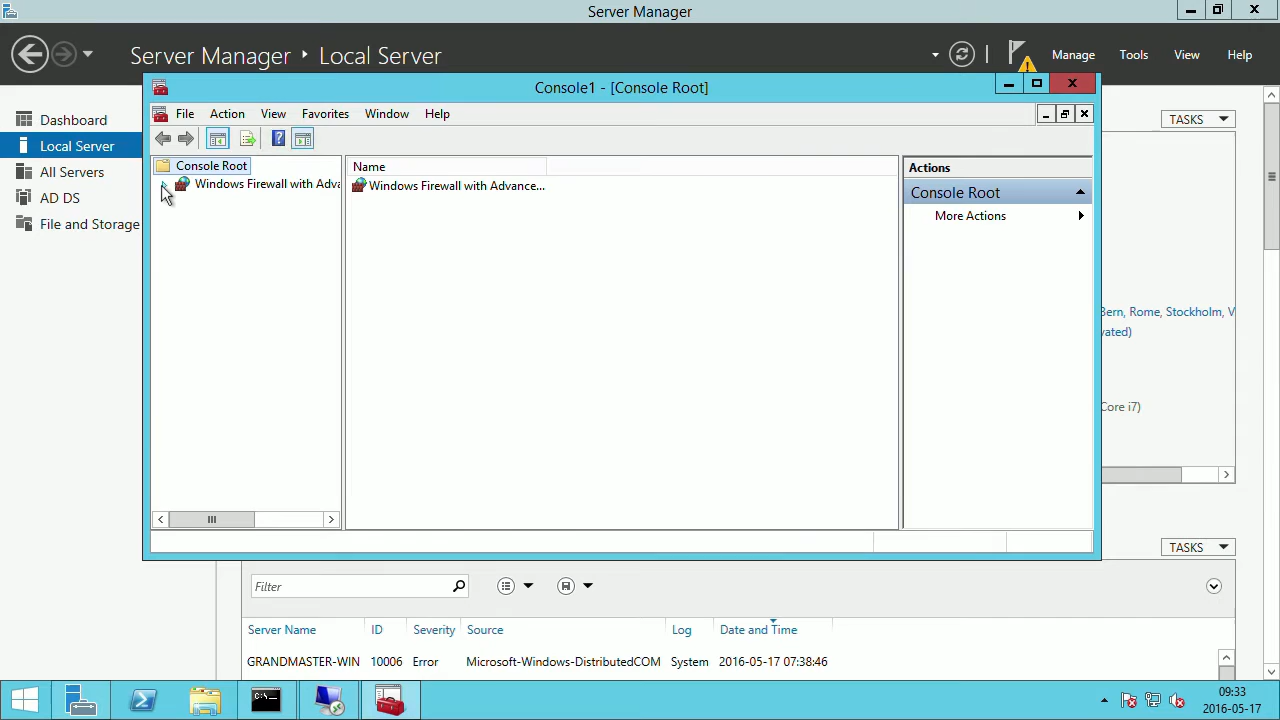 Server Manager
Server Manager Local Server
Manage Tools View Help
Console1 - [Console Root]
File Action View Favorites Window Help
Dashboard
Local Server
All Servers
AD DS
File and Storage
Console Root
Windows Firewall with Adva
Name
Windows Firewall with Advance...
Actions
Console Root
More Actions
TASKS
Bern, Rome, Stockholm, V
vated)
Core i7)
TASKS
Filter
Server Name ID Severity Source Log Date and Time
GRANDMASTER-WIN 10006 Error Microsoft-Windows-DistributedCOM System 2016-05-17 07:38:46
C:\_
09:33
2016-05-17